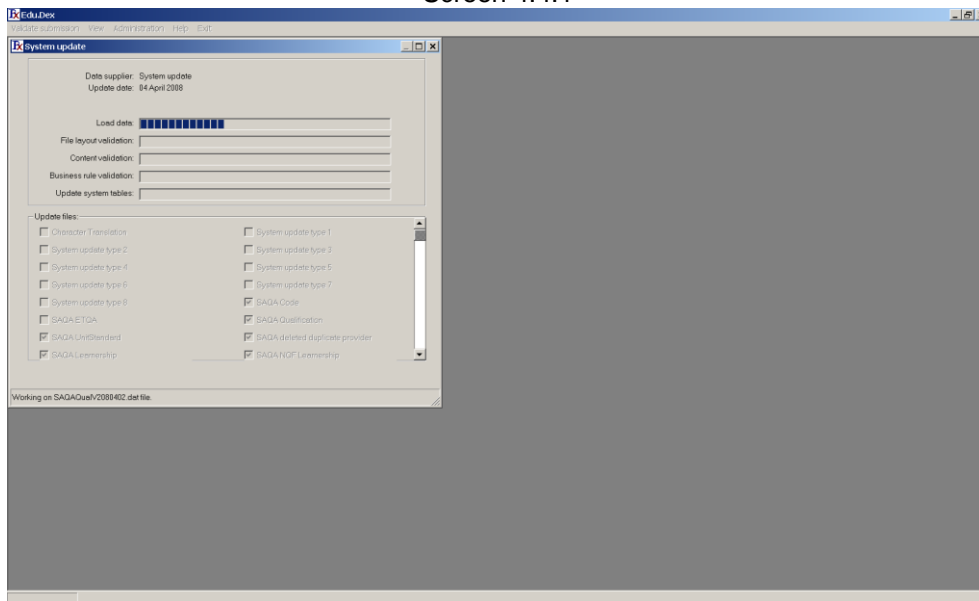 Edu.Dex
Validate submission View Administration Help Exit
System update
Data supplier: System update
Update date: 04 April 2008
Load data:
File layout validation:
Content validation:
Business rule validation:
Update system tables:
Update files:
Character Translation System update type 1
System update type 2 System update type 3
System update type 4 System update type 5
System update type 6 System update type 7
System update type 8 SAQA Code
SAQA ETQA SAQA Qualification
SAQA UnitStandard SAQA deleted duplicate provider
SAQA Learnership SAQA NQF Learnership
Working on SAQAQualV2080402.dat file.